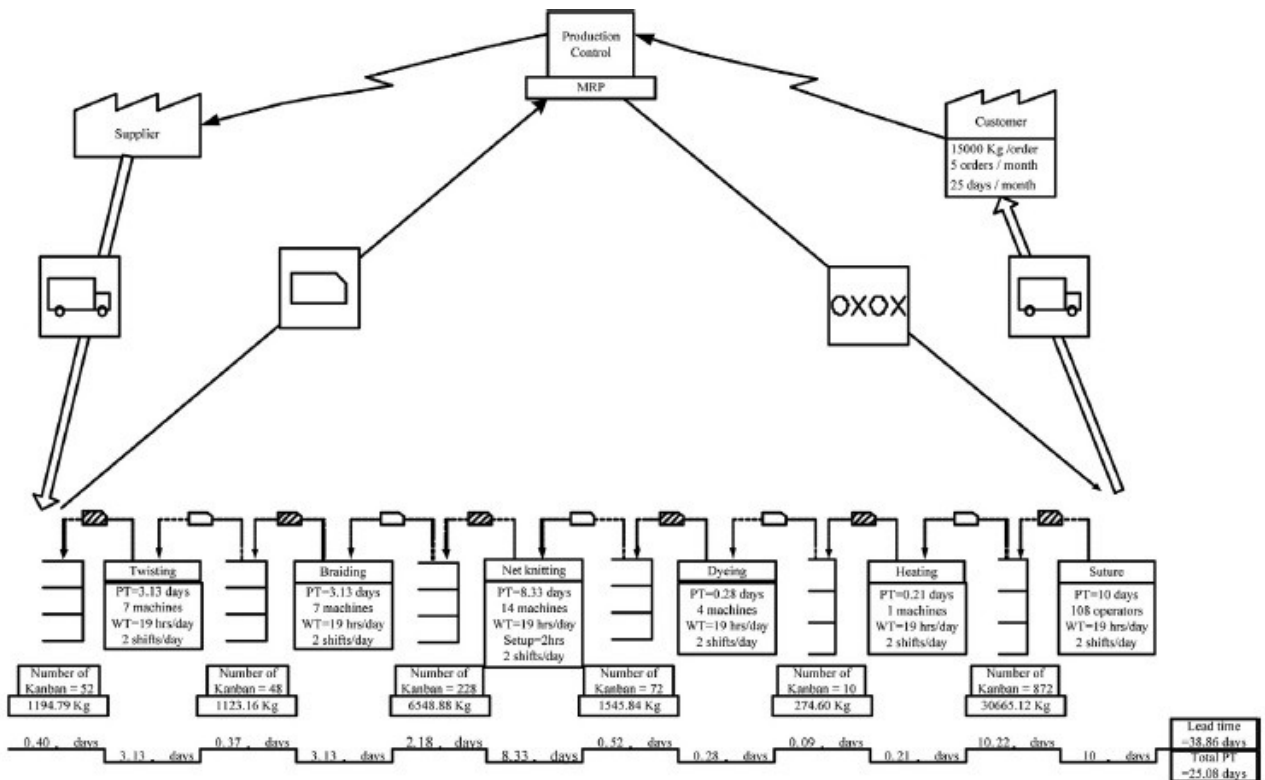 Production
Control
MRP
Supplier
Customer
15000 Kg /order
5 orders / month
25 days / month
OXOX
Twisting
PT=3.13 days
7 machines
WT=19 hrs/day
2 shifts/day
Braiding
PT=3.13 days
7 machines
WT=19 hrs/day
2 shifts/day
Net knitting
PT=8.33 days
14 machines
WT=19 hrs/day
Setup=2hrs
2 shifts/day
Dyeing
PT=0.28 days
4 machines
WT=19 hrs/day
2 shifts/day
Heating
PT=0.21 days
1 machines
WT=19 hrs/day
2 shifts/day
Suture
PT=10 days
108 operators
WT=19 hrs/day
2 shifts/day
Number of
Kanban = 52
1194.79 Kg
Number of
Kanban = 48
1123.16 Kg
Number of
Kanban = 228
6548.88 Kg
Number of
Kanban = 72
1545.84 Kg
Number of
Kanban = 10
274.60 Kg
Number of
Kanban = 872
30665.12 Kg
0.40 . days
3.13 . days
0.37 . days
3.13 . days
2.18 . days
8.33 . days
0.52 . days
0.28 . days
0.09 . days
0.21 . days
10.22 . days
10 . days
Lead time
=38.86 days
Total PT
=25.08 days